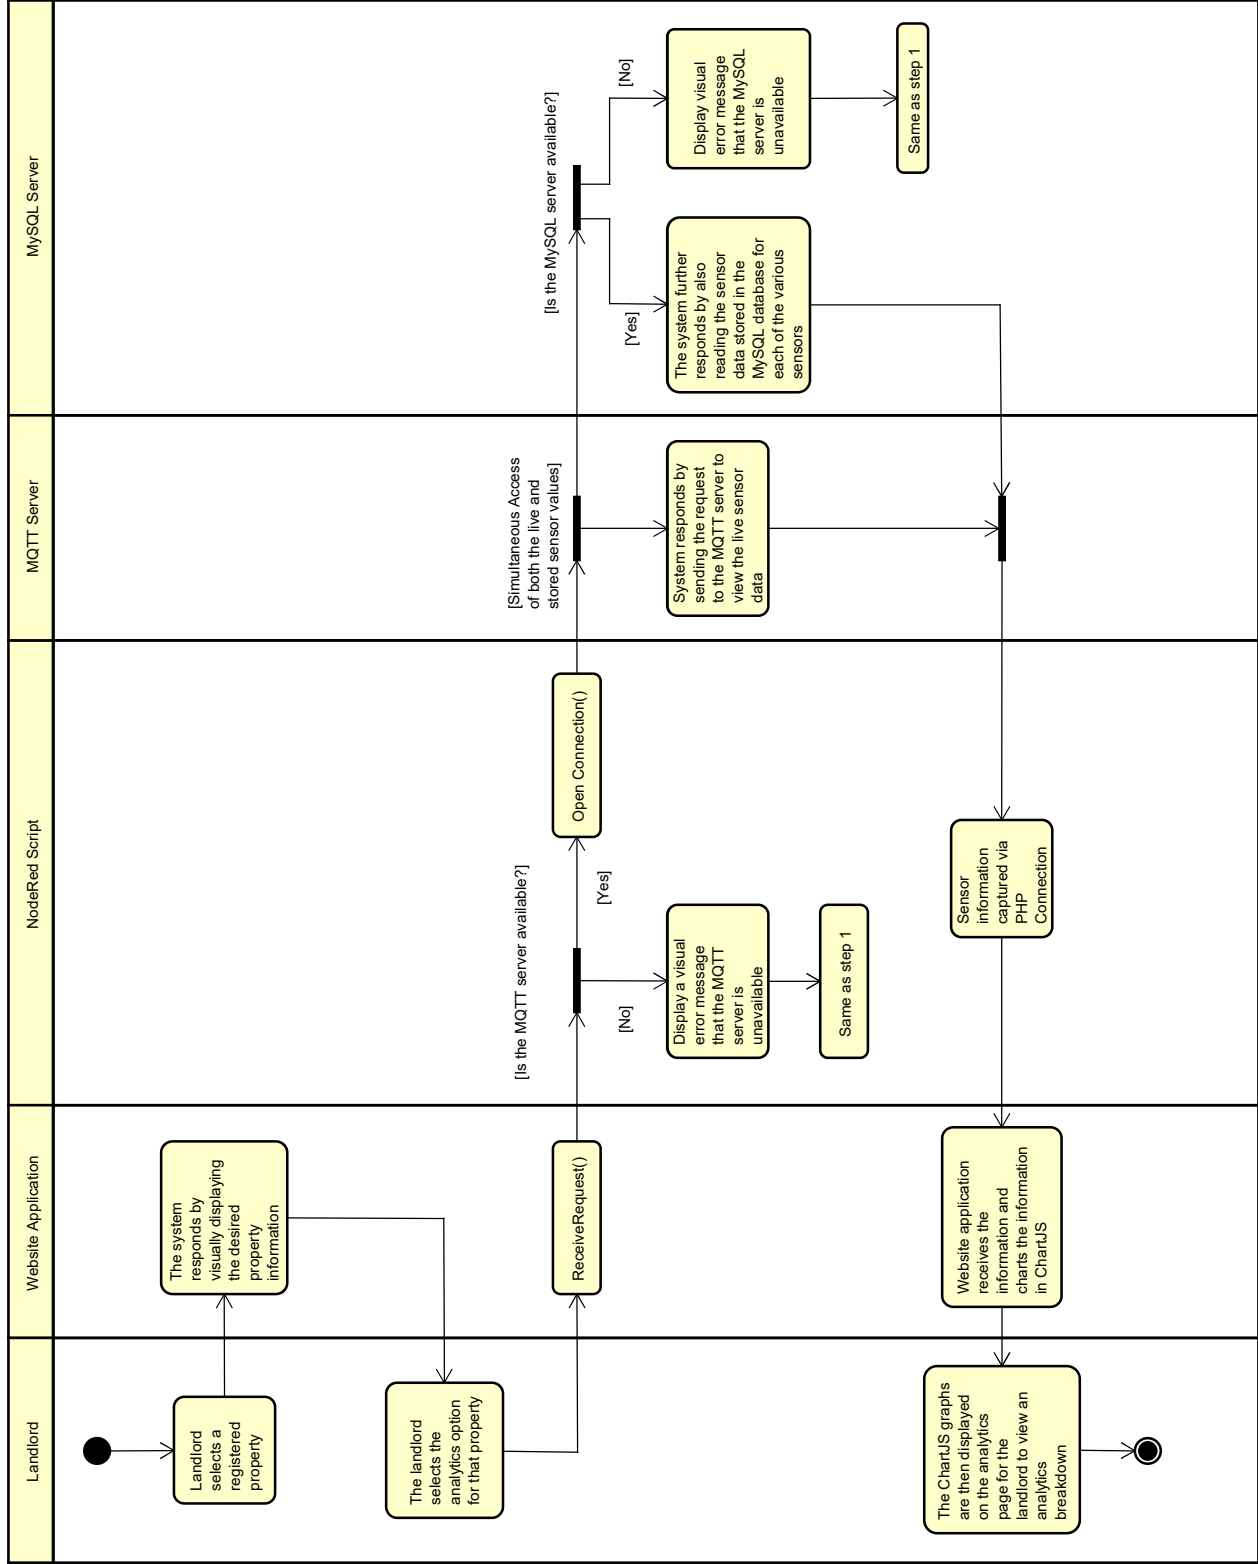 Landlord
Website Application
NodeRed Script
MQTT Server
MySQL Server
Landlord
selects a
registered
property
The system
responds by
visually displaying
the desired
property
information
The landlord
selects the
analytics option
for that property
ReceiveRequest()
[Is the MQTT server available?]
[Yes]
[No]
Open Connection()
Display a visual
error message
that the MQTT
server is
unavailable
Same as step 1
[Simultaneous Access
of both the live and
stored sensor values]
System responds by
sending the request
to the MQTT server to
view the live sensor
data
[Is the MySQL server available?]
[Yes]
[No]
The system further
responds by also
reading the sensor
data stored in the
MySQL database for
each of the various
sensors
Display visual
error message
that the MySQL
server is
unavailable
Same as step 1
Sensor
information
captured via
PHP
Connection
Website application
receives the
information and
charts the information
in ChartJS
The ChartJS graphs
are then displayed
on the analytics
page for the
landlord to view an
analytics
breakdown